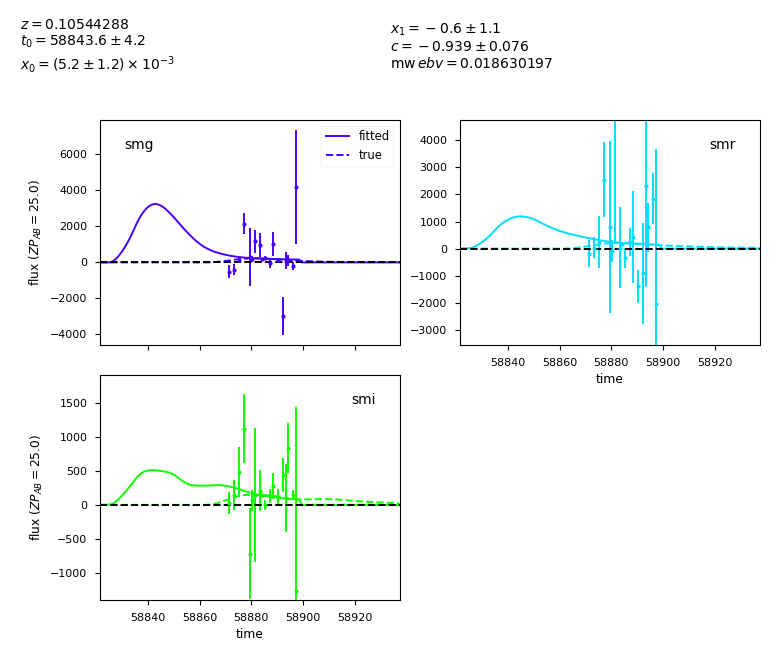 z = 0.10544288
t₀ = 58843.6 ± 4.2
x₀ = (5.2 ± 1.2) × 10⁻³
x₁ = −0.6 ± 1.1
c = −0.939 ± 0.076
mw ebv = 0.018630197
smg
fitted
true
flux (ZP_AB = 25.0)
6000
4000
2000
0
−2000
−4000
smr
4000
3000
2000
1000
0
−1000
−2000
−3000
58840 58860 58880 58900 58920
time
smi
flux (ZP_AB = 25.0)
1500
1000
500
0
−500
−1000
58840 58860 58880 58900 58920
time